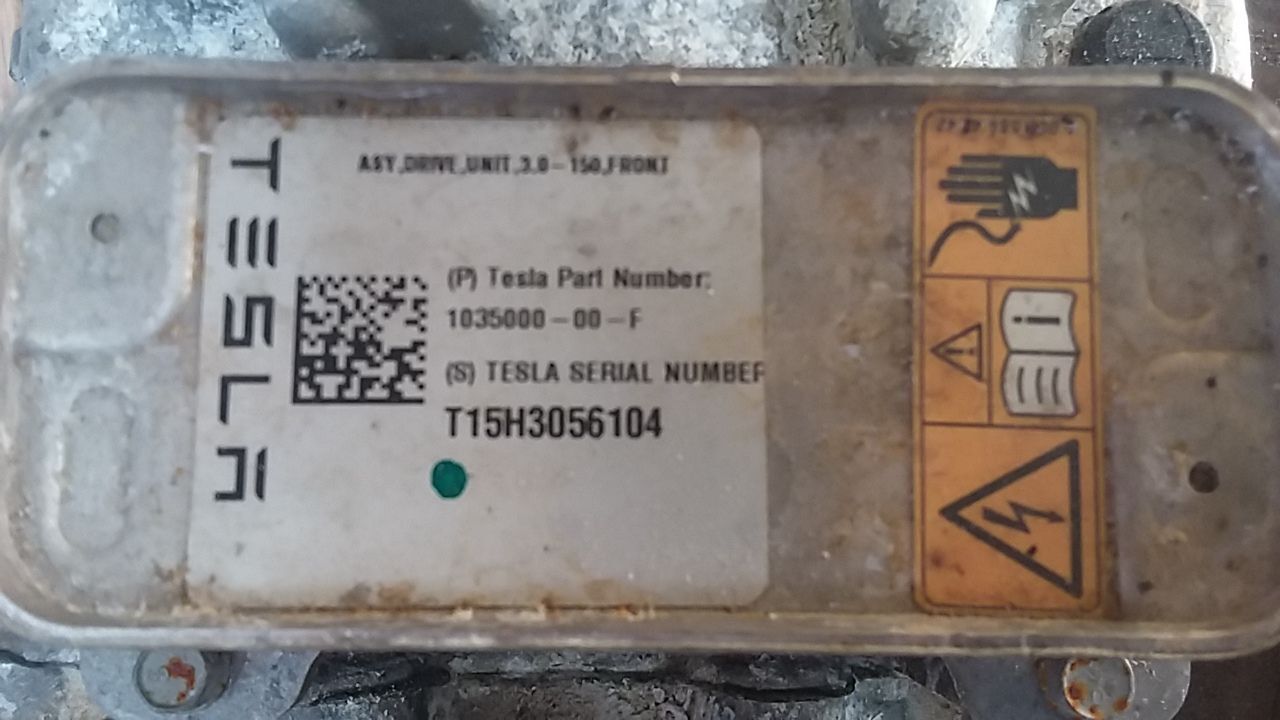 TESLA
ASY,DRIVE,UNIT,3.0-150,FRONT
(P) Tesla Part Number:
1035000-00-F
(S) TESLA SERIAL NUMBER
T15H3056104